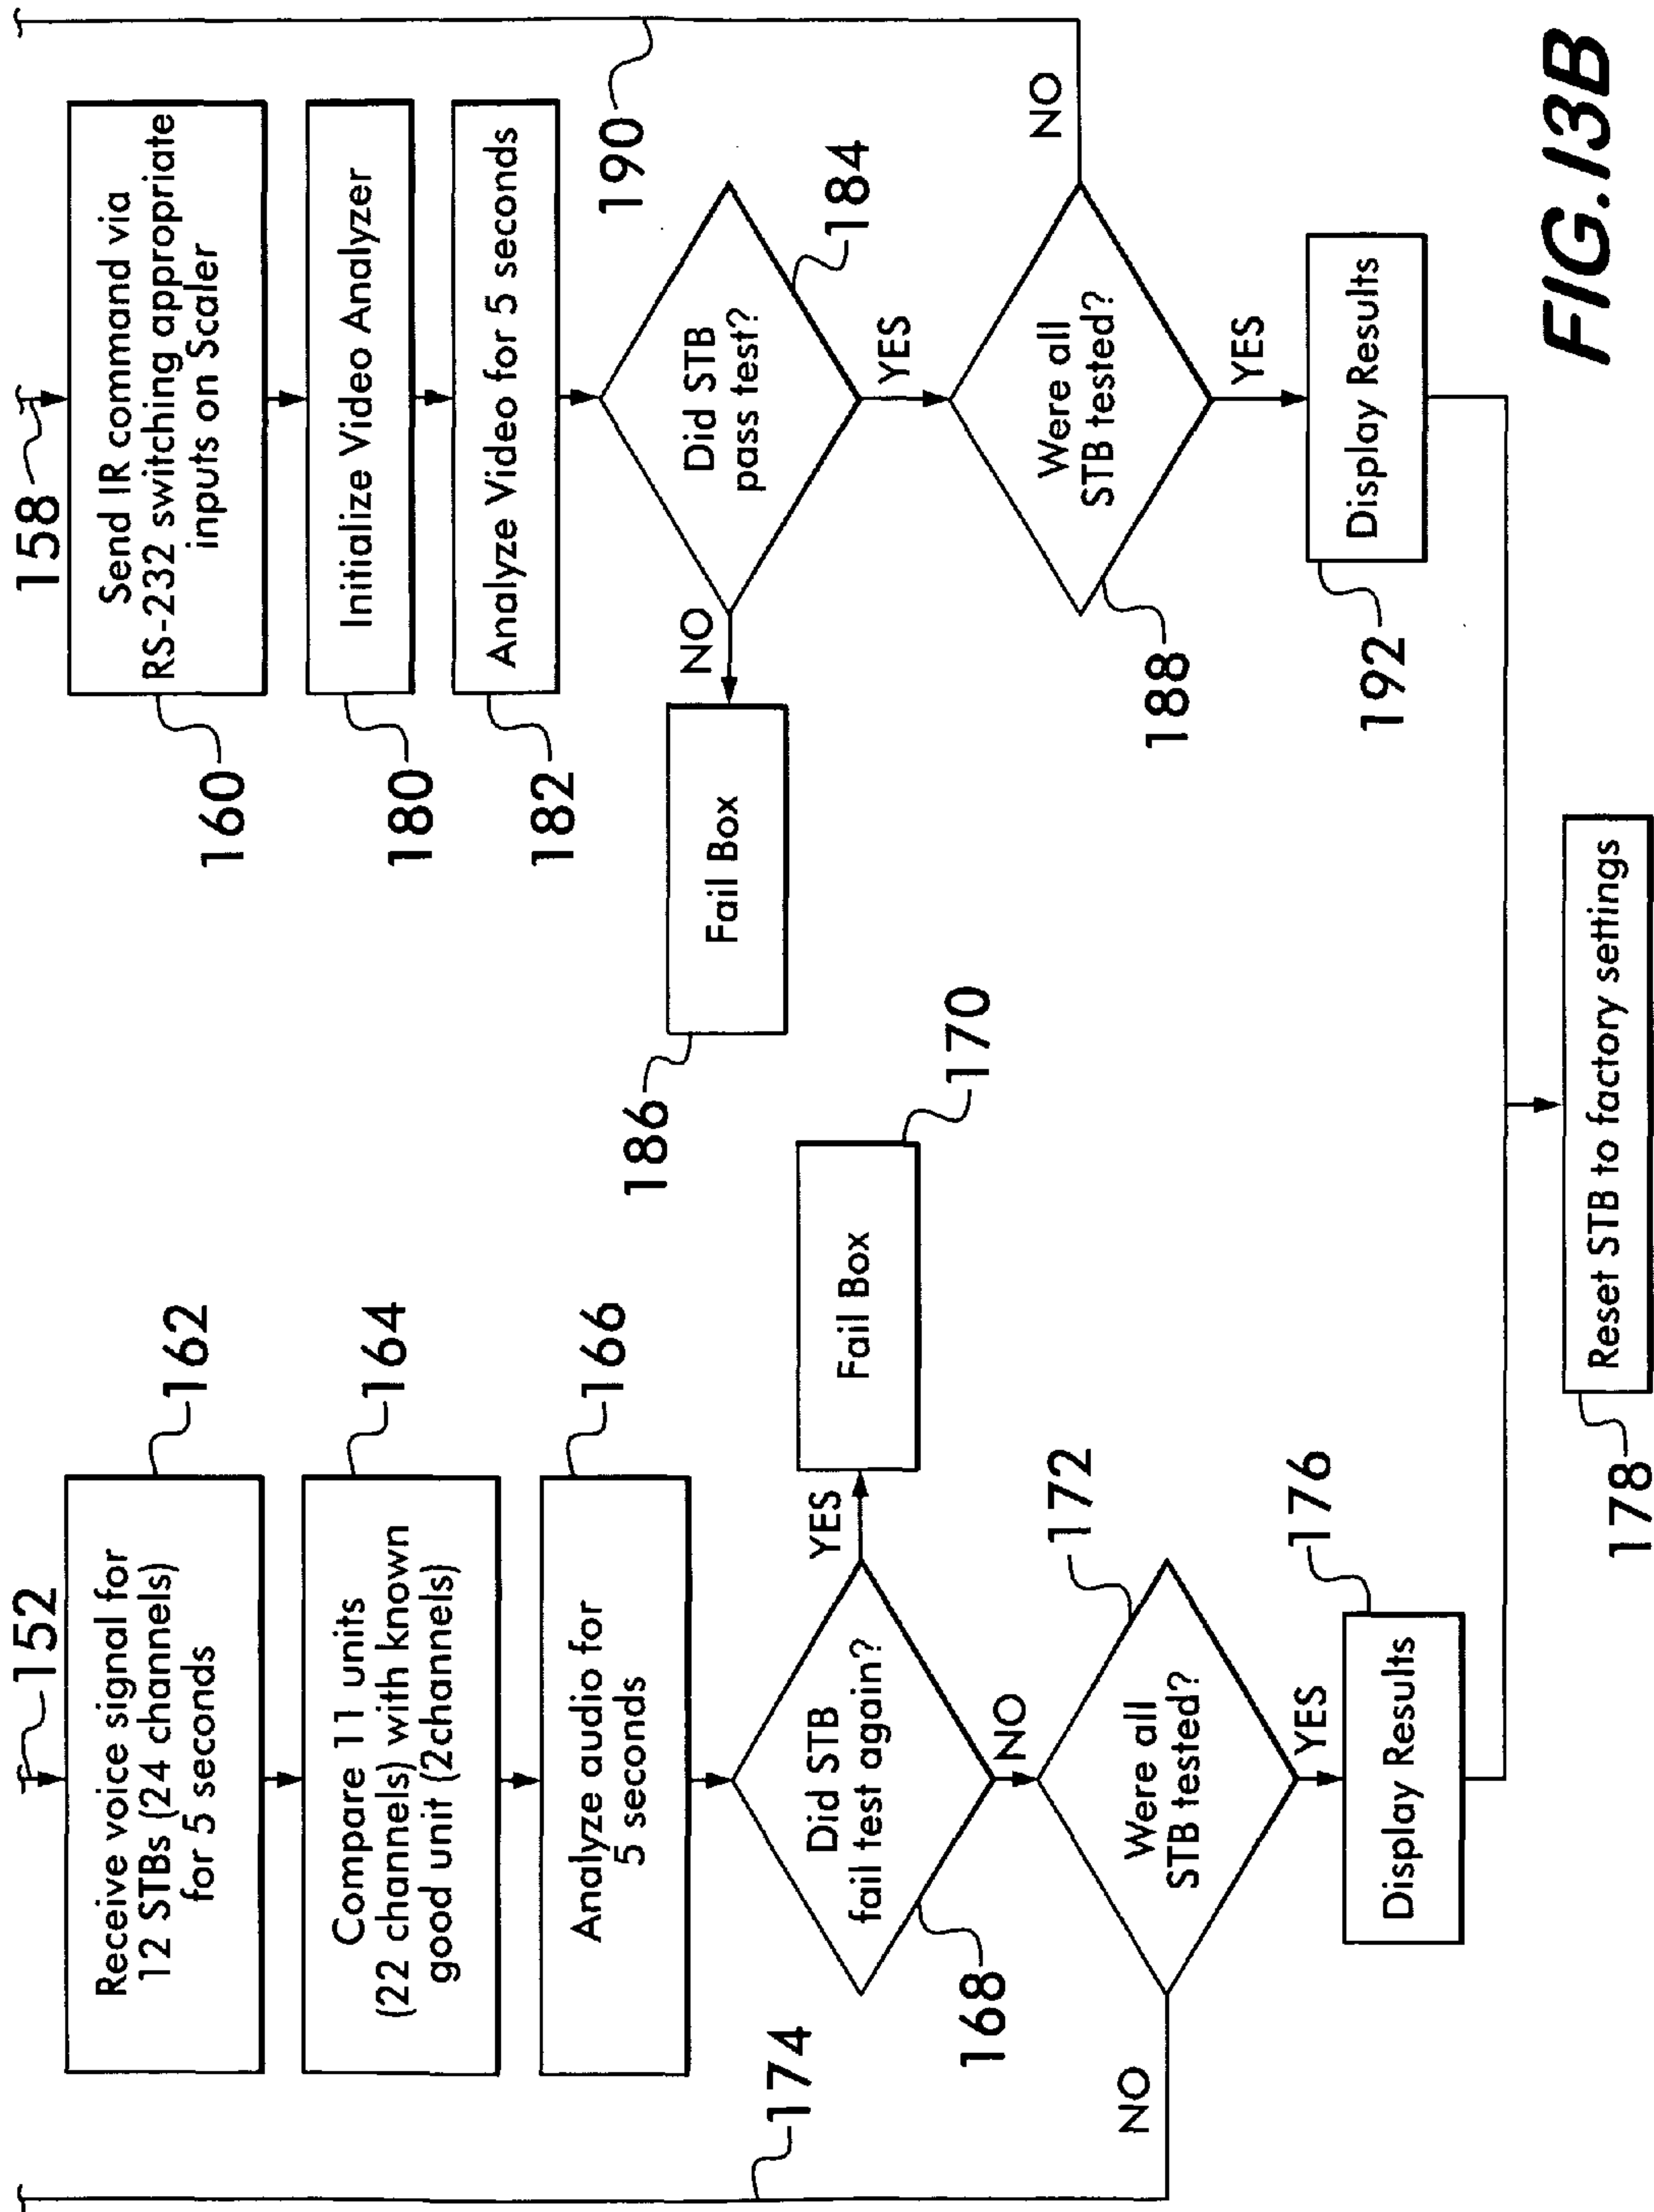 152
Receive voice signal for
12 STBs (24 channels)
for 5 seconds
162
Compare 11 units
(22 channels) with known
good unit (2channels)
164
Analyze audio for
5 seconds
166
Did STB
fail test again?
168
YES
Fail Box
170
NO
Were all
STB tested?
172
NO
174
YES
Display Results
176
158
Send IR command via
RS-232 switching appropriate
inputs on Scaler
160
Initialize Video Analyzer
180
Analyze Video for 5 seconds
182
Did STB
pass test?
184
NO
Fail Box
186
YES
Were all
STB tested?
188
NO
190
YES
Display Results
192
Reset STB to factory settings
178
FIG.13B